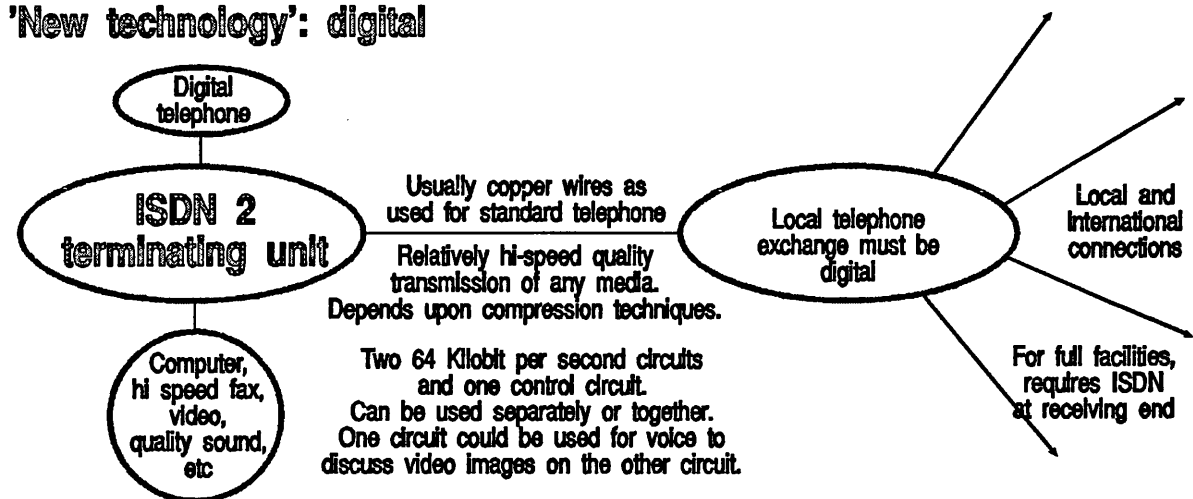 'New technology': digital
Digital
telephone
ISDN 2
terminating unit
Computer,
hi speed fax,
video,
quality sound,
etc
Usually copper wires as
used for standard telephone
Relatively hi-speed quality
transmission of any media.
Depends upon compression techniques.
Two 64 Kilobit per second circuits
and one control circuit.
Can be used separately or together.
One circuit could be used for voice to
discuss video images on the other circuit.
Local telephone
exchange must be
digital
Local and
international
connections
For full facilities,
requires ISDN
at receiving end